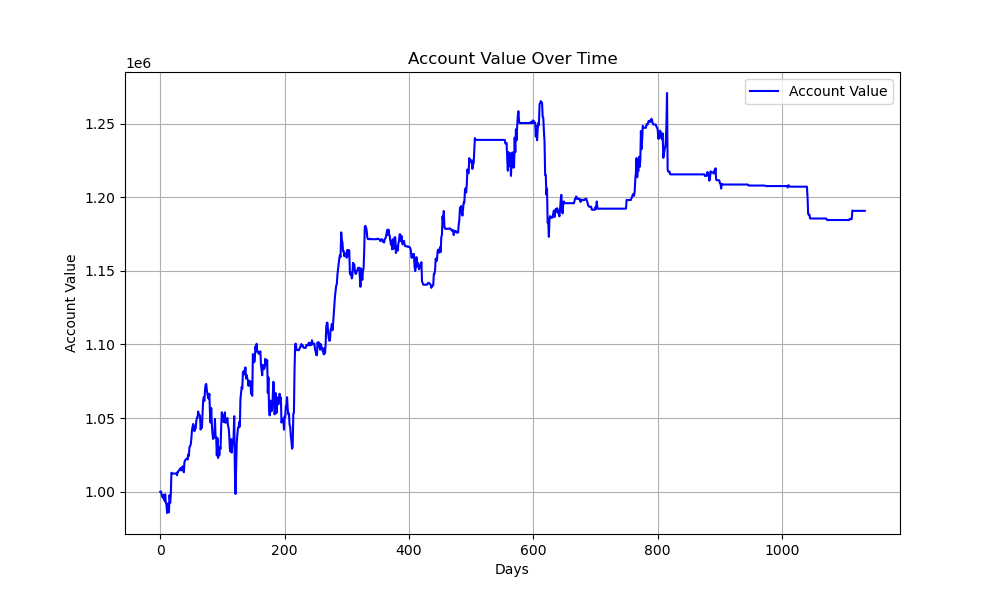 Account Value Over Time
1e6
Account Value
1.25
1.20
1.15
1.10
1.05
1.00
Account Value
0 200 400 600 800 1000
Days